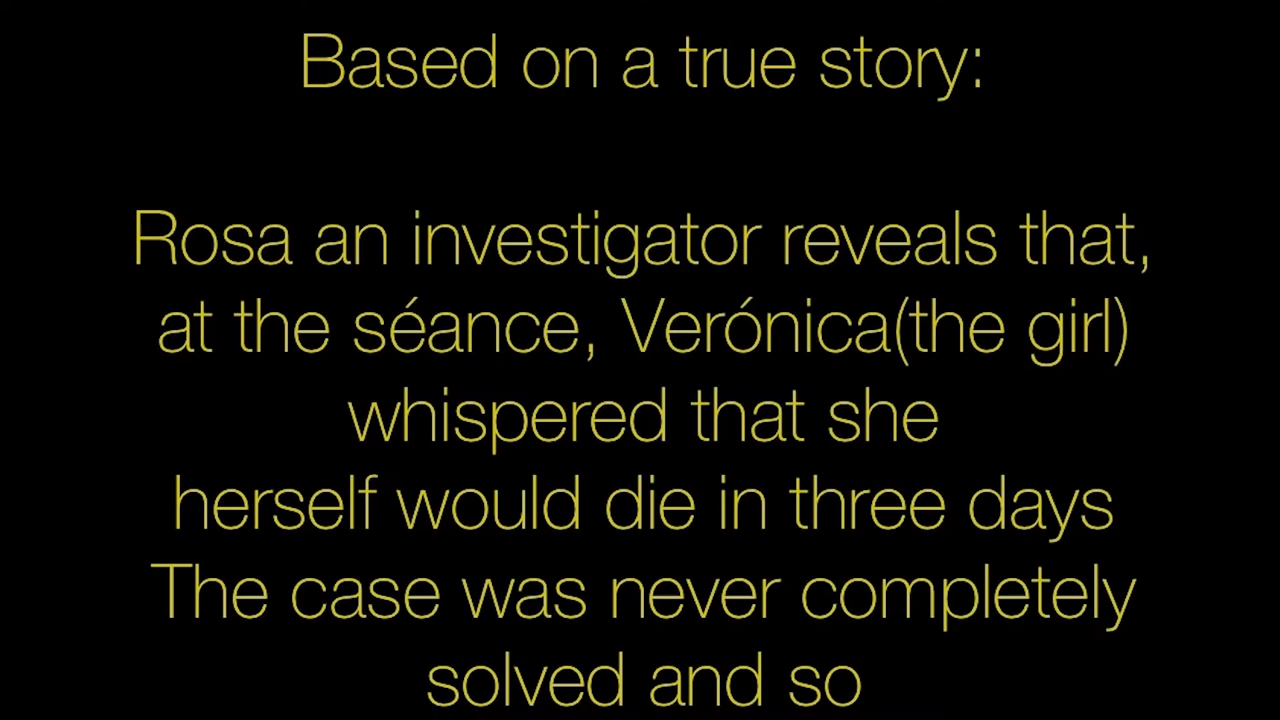 Based on a true story:
Rosa an investigator reveals that,
at the séance, Verónica(the girl)
whispered that she
herself would die in three days
The case was never completely
solved and so